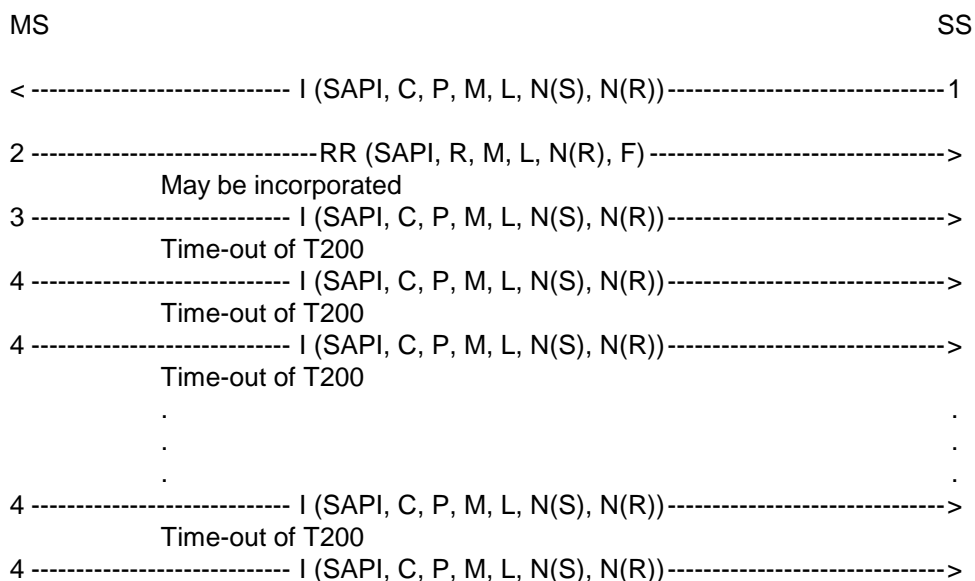 MS SS
< ----------------------------- I (SAPI, C, P, M, L, N(S), N(R))------------------------------- 1
2 --------------------------------RR (SAPI, R, M, L, N(R), F) --------------------------------->
May be incorporated
3 ----------------------------- I (SAPI, C, P, M, L, N(S), N(R))------------------------------->
Time-out of T200
4 ----------------------------- I (SAPI, C, P, M, L, N(S), N(R))------------------------------->
Time-out of T200
4 ----------------------------- I (SAPI, C, P, M, L, N(S), N(R))------------------------------->
Time-out of T200
. .
. .
. .
4 ----------------------------- I (SAPI, C, P, M, L, N(S), N(R))------------------------------->
Time-out of T200
4 ----------------------------- I (SAPI, C, P, M, L, N(S), N(R))------------------------------->